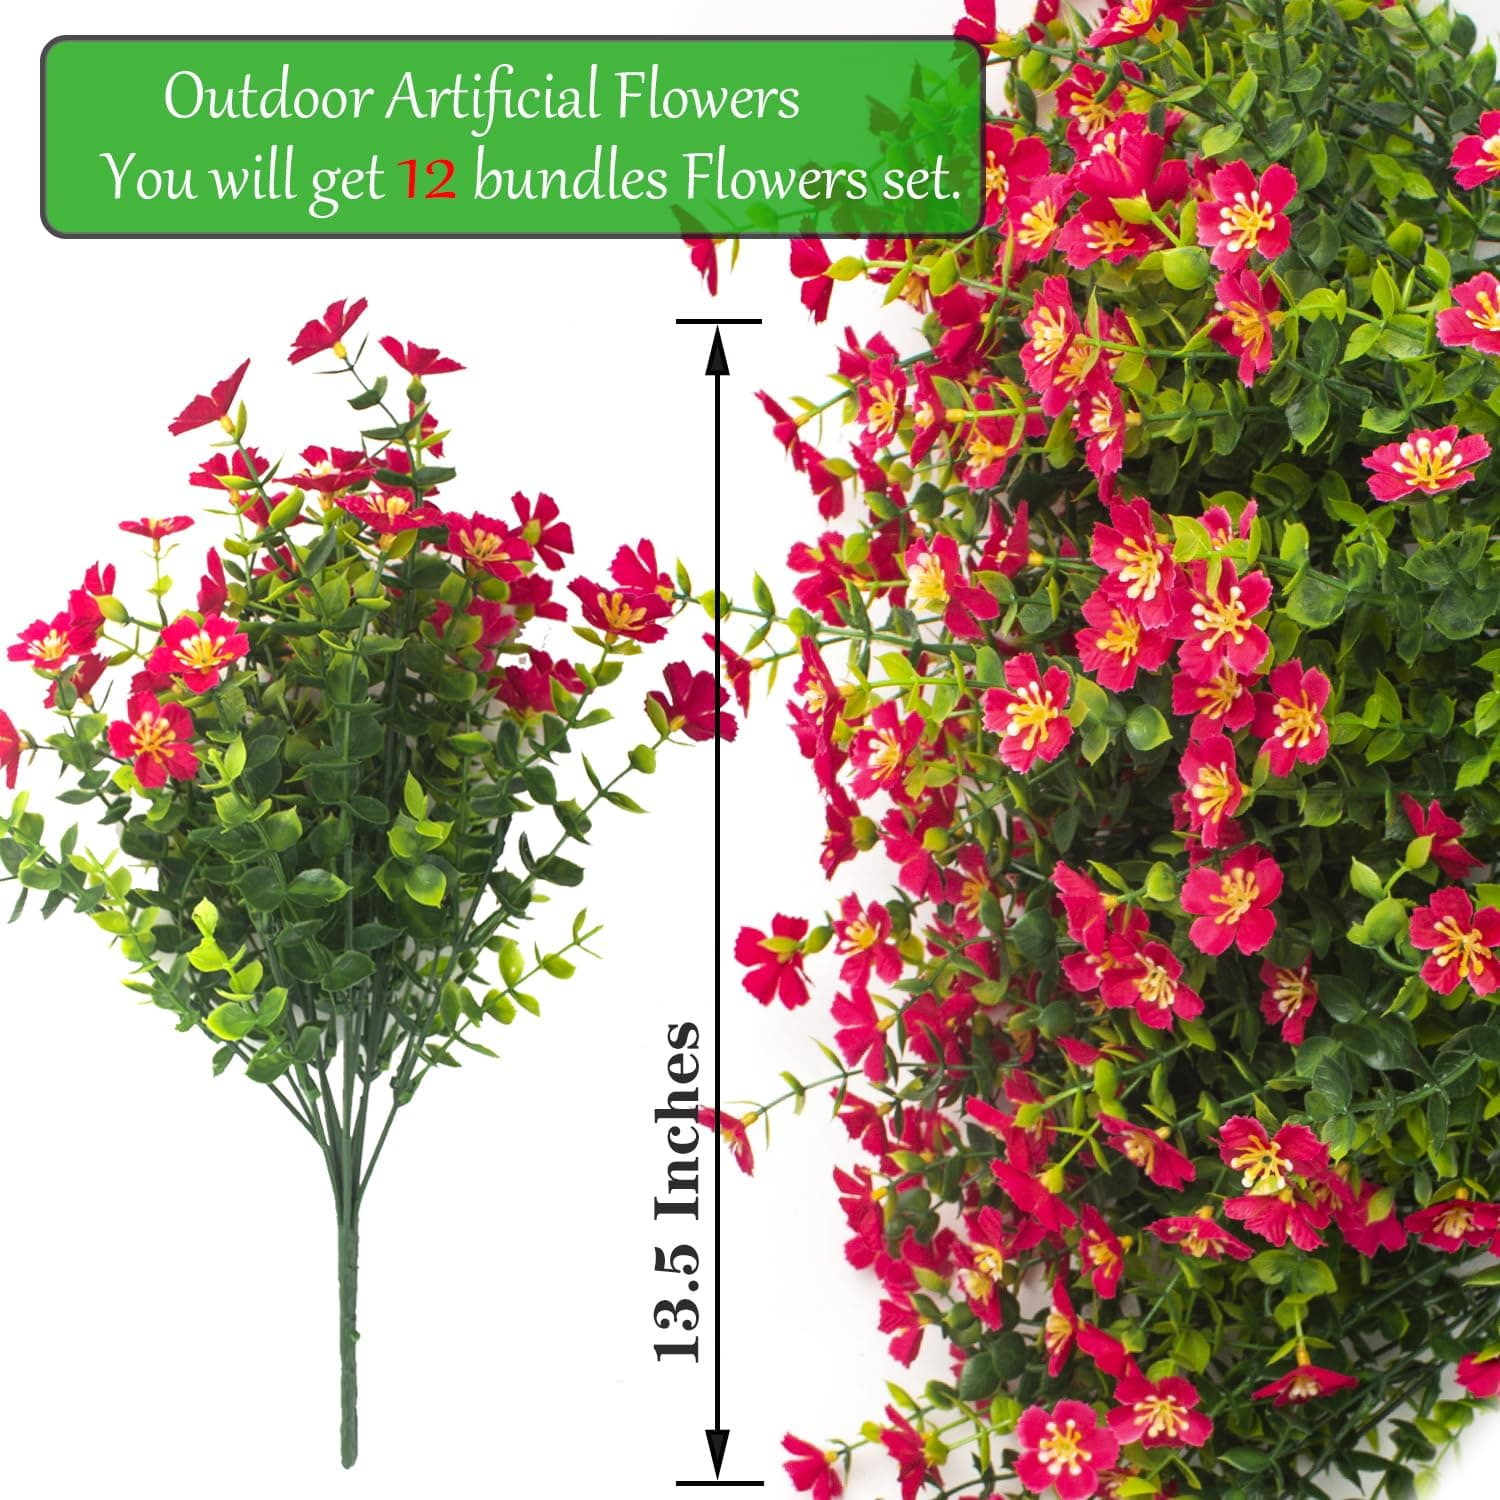 Outdoor Artificial Flowers
You will get 12 bundles Flowers set.
13.5 Inches